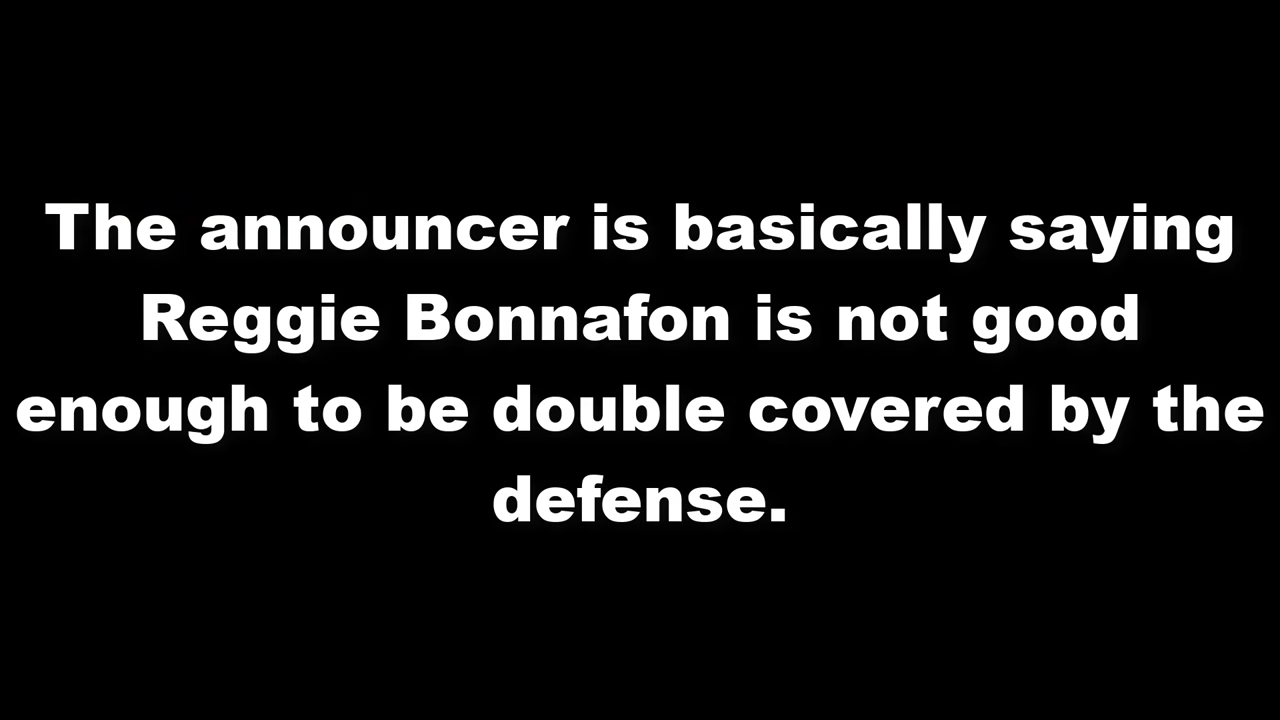 The announcer is basically saying
Reggie Bonnafon is not good
enough to be double covered by the
defense.